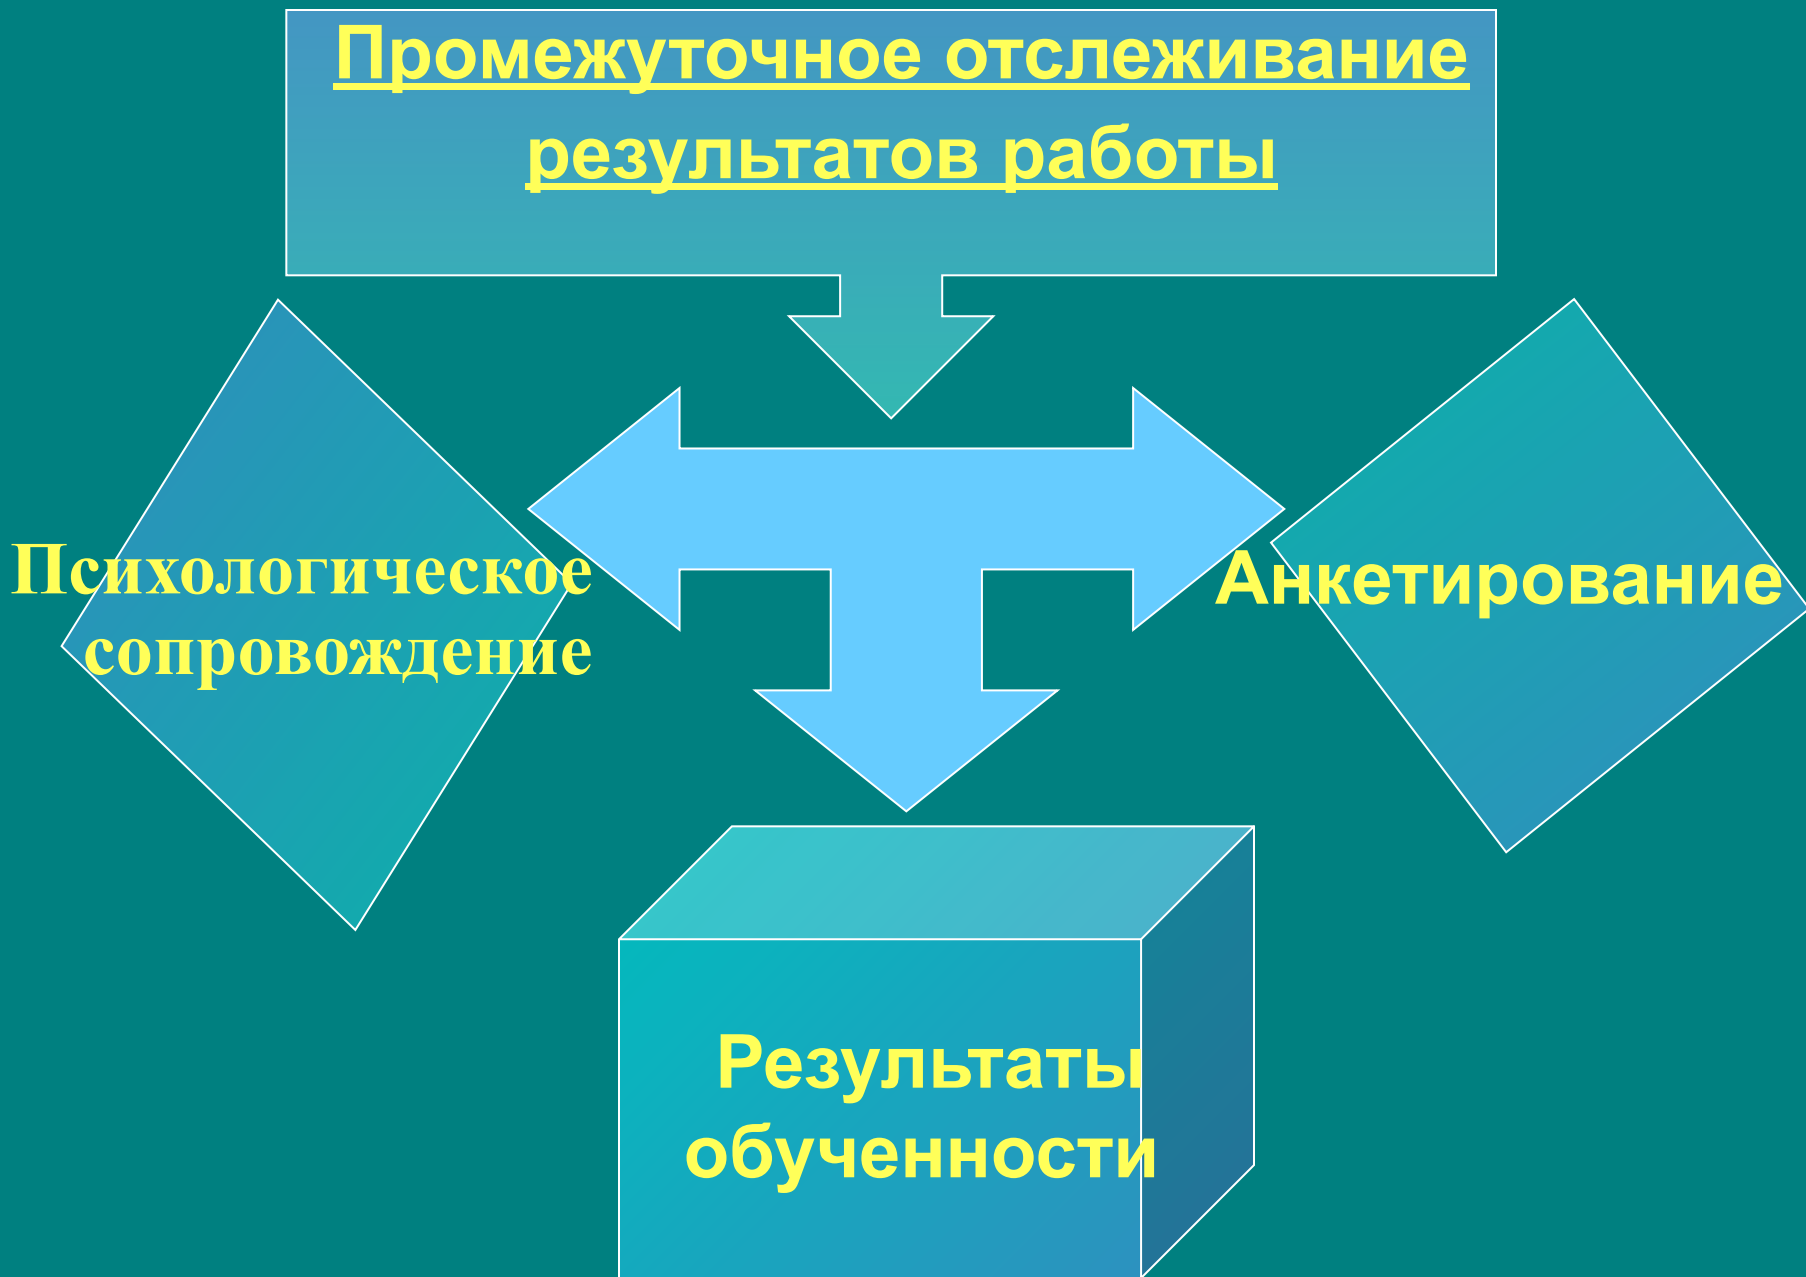 Промежуточное отслеживание
результатов работы
Психологическое
сопровождение
Анкетирование
Результаты
обученности